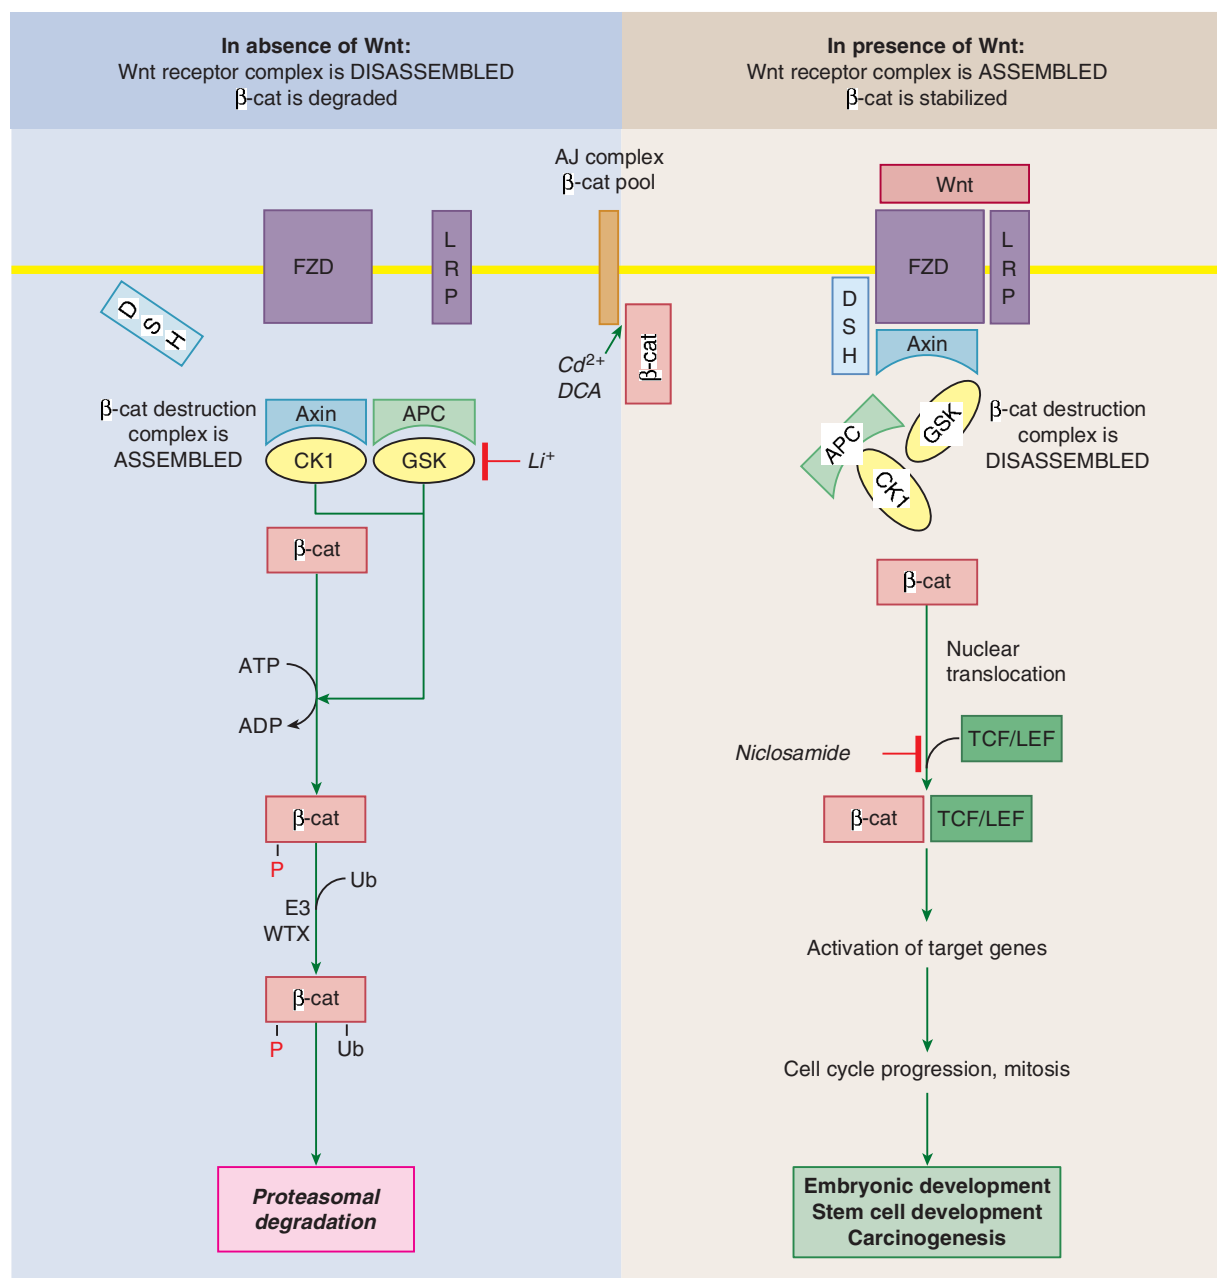 In absence of Wnt:
Wnt receptor complex is DISASSEMBLED
β-cat is degraded
In presence of Wnt:
Wnt receptor complex is ASSEMBLED
β-cat is stabilized
AJ complex
β-cat pool
FZD
L
R
P
D
S
H
Cd2+
DCA
β-cat
β-cat destruction
complex is
ASSEMBLED
Axin
APC
CK1
GSK
Li+
β-cat
ATP
ADP
β-cat
P
Ub
E3
WTX
β-cat
P
Ub
Proteasomal
degradation
Wnt
FZD
L
R
P
D
S
H
Axin
GSK
APC
CK1
β-cat destruction
complex is
DISASSEMBLED
β-cat
Nuclear
translocation
TCF/LEF
Niclosamide
β-cat
TCF/LEF
Activation of target genes
Cell cycle progression, mitosis
Embryonic development
Stem cell development
Carcinogenesis